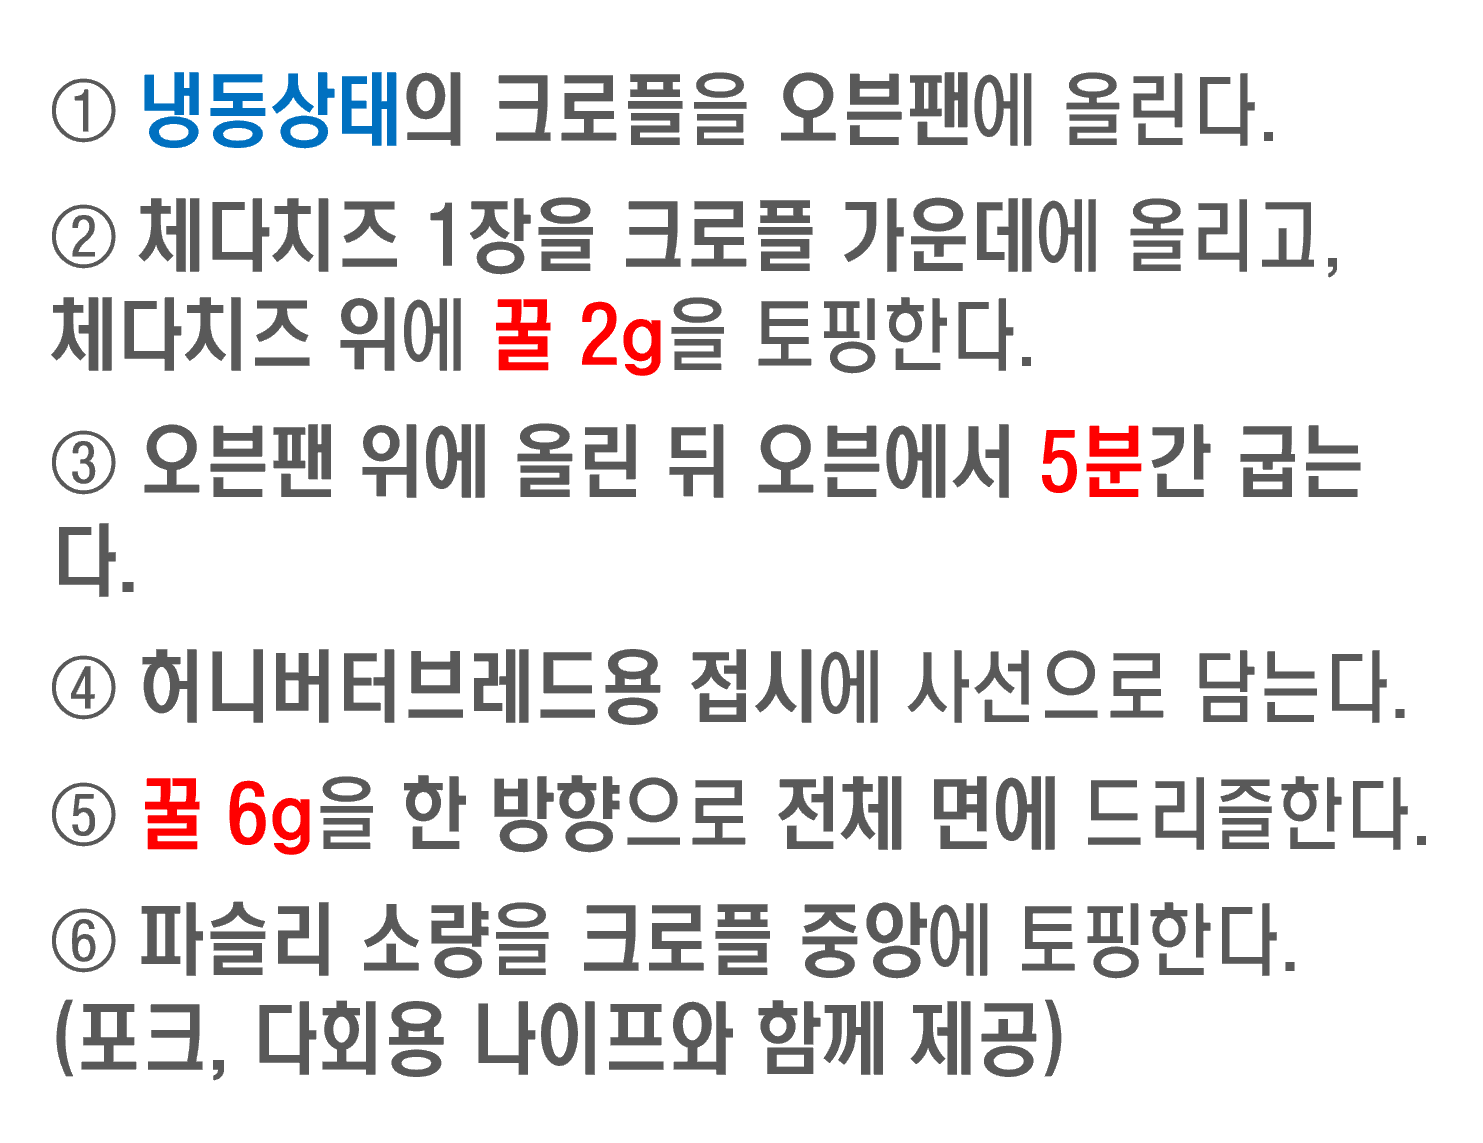 ① 냉동상태의 크로플을 오븐팬에 올린다.
② 체다치즈 1장을 크로플 가운데에 올리고,
체다치즈 위에 꿀 2g을 토핑한다.
③ 오븐팬 위에 올린 뒤 오븐에서 5분간 굽는
다.
④ 허니버터브레드용 접시에 사선으로 담는다.
⑤ 꿀 6g을 한 방향으로 전체 면에 드리즐한다.
⑥ 파슬리 소량을 크로플 중앙에 토핑한다.
(포크, 다회용 나이프와 함께 제공)